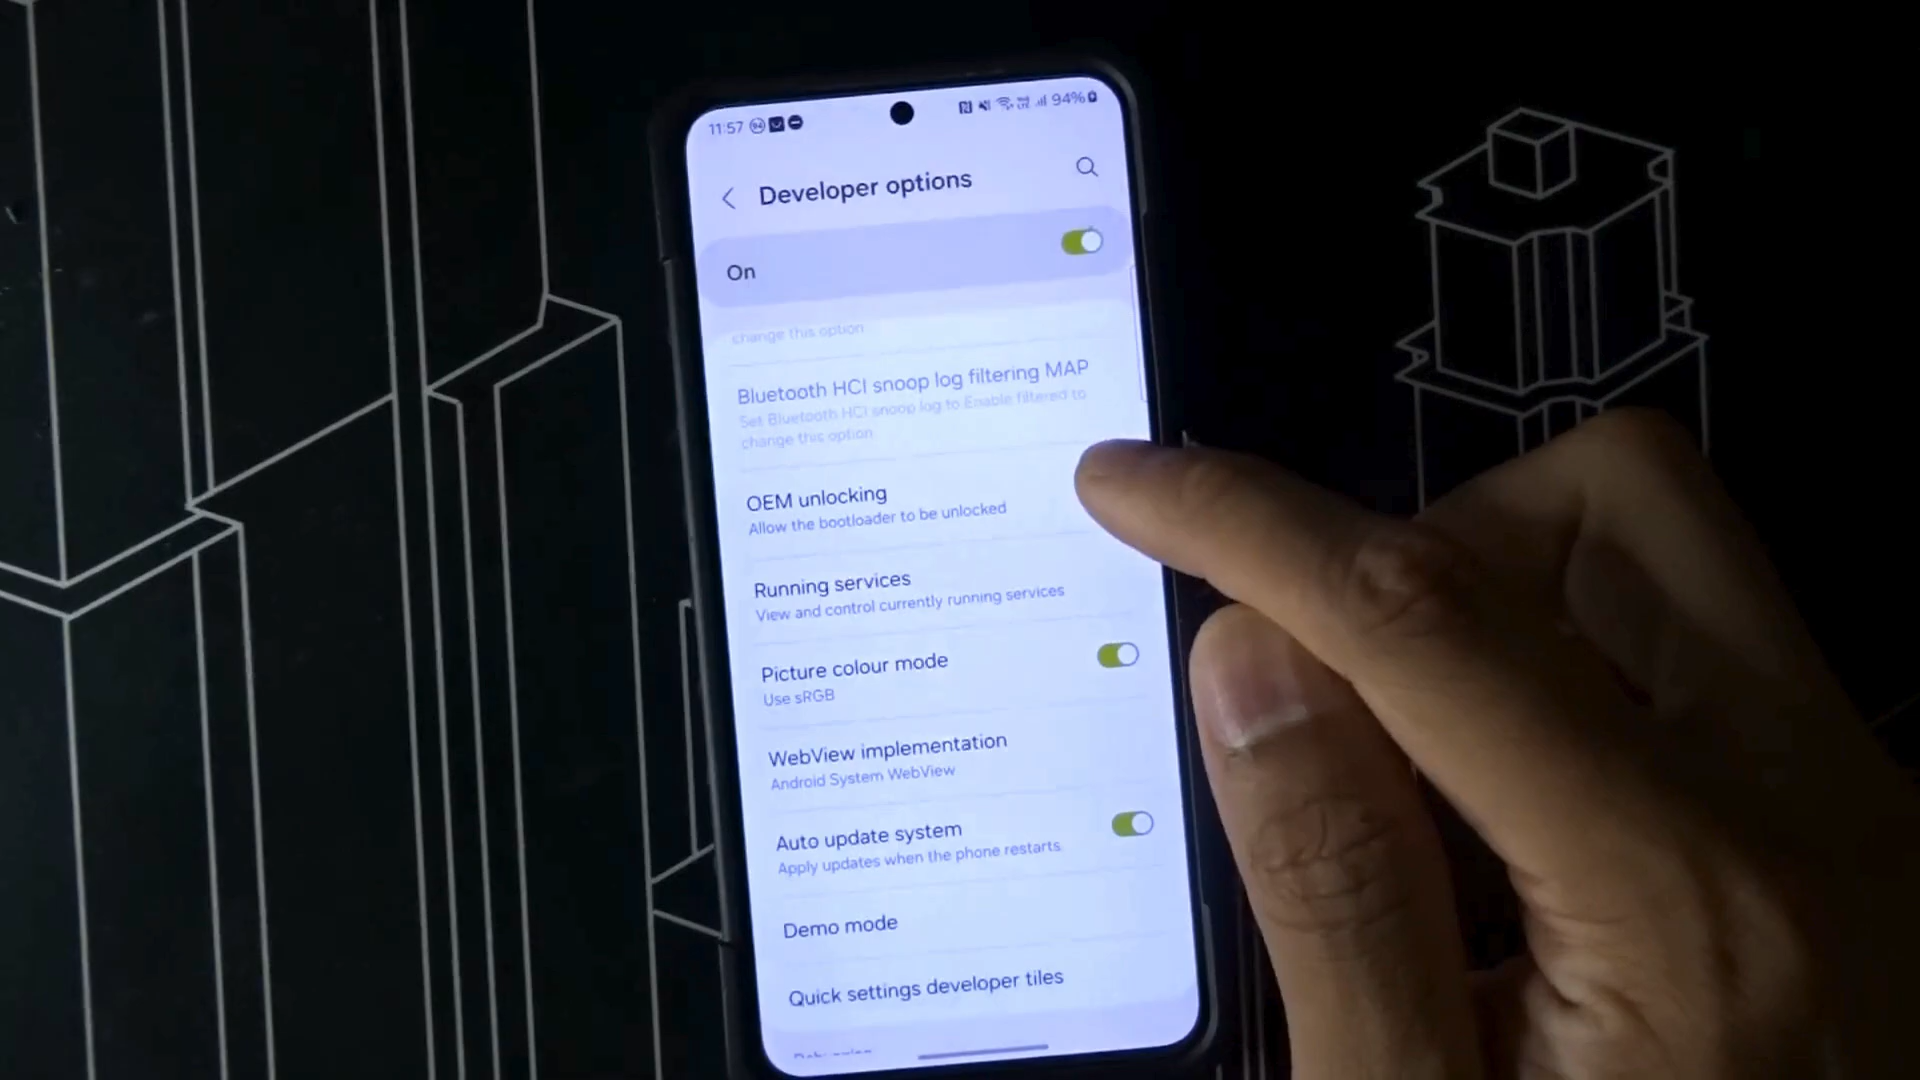 11:57
94%
Developer options
On
change this option
Bluetooth HCI snoop log filtering MAP
Set Bluetooth HCI snoop log to Enable filtered to
change this option
OEM unlocking
Allow the bootloader to be unlocked
Running services
View and control currently running services
Picture colour mode
Use sRGB
WebView implementation
Android System WebView
Auto update system
Apply updates when the phone restarts
Demo mode
Quick settings developer tiles